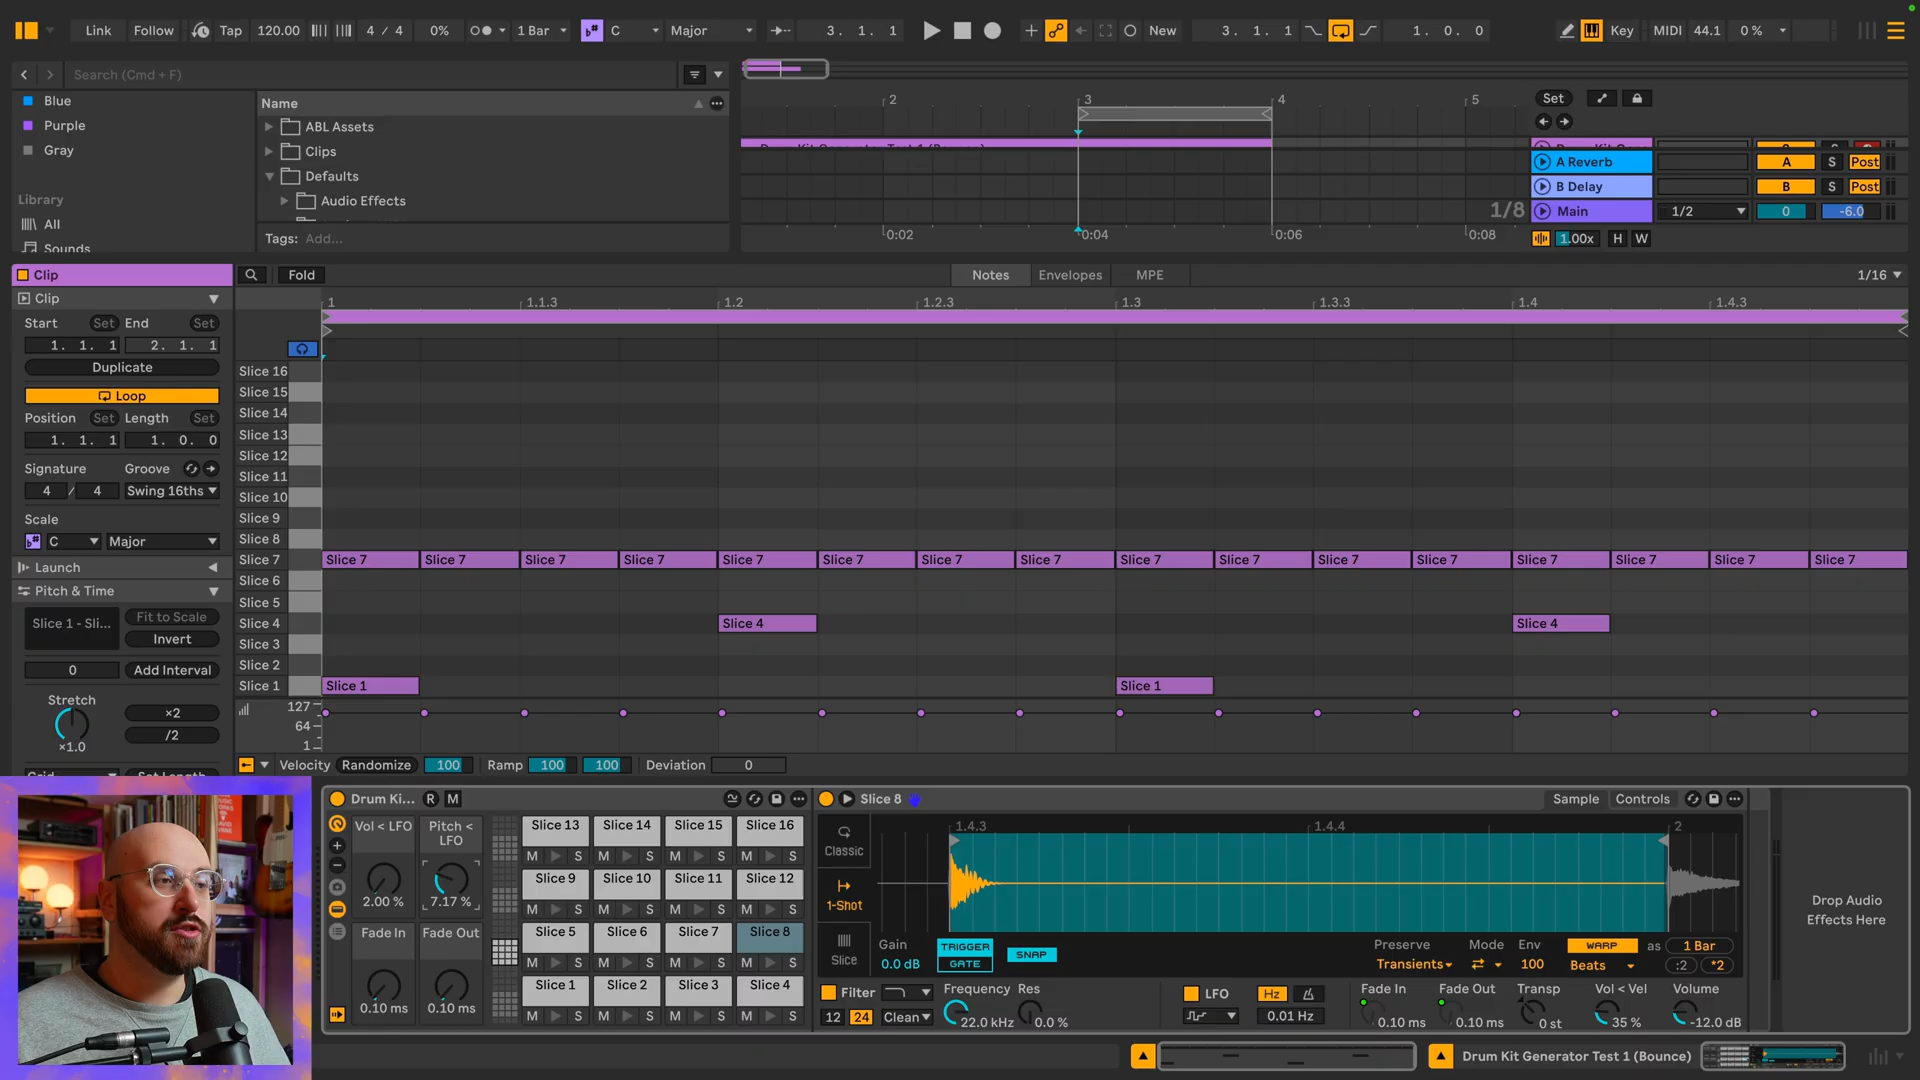 Link Follow Tap 120.00 4 / 4 0% 1 Bar C Major 3. 1. 1 New 3. 1. 1 1. 0. 0 Key MIDI 44.1 0 %
Search (Cmd + F)
Blue
Purple
Gray
Library
All
Sounds
Name
ABL Assets
Clips
Defaults
Audio Effects
Tags: Add...
2 3 4 5
Set
A Reverb A S Post
B Delay B S Post
1/8
Main 1/2 0 -6.0
0:02 0:04 0:06 0:08
1.00x H W
Clip
Fold
Notes Envelopes MPE
1/16
Clip
Start Set End Set
1. 1. 1 2. 1. 1
Duplicate
Loop
Position Set Length Set
1. 1. 1 1. 0. 0
Signature Groove
4 / 4 Swing 16ths
Scale
C Major
Launch
Pitch & Time
Slice 1 - Sli... Fit to Scale
Invert
0 Add Interval
Stretch
×2
/2
×1.0
1 1.1.3 1.2 1.2.3 1.3 1.3.3 1.4 1.4.3
Slice 16
Slice 15
Slice 14
Slice 13
Slice 12
Slice 11
Slice 10
Slice 9
Slice 8
Slice 7 Slice 7 Slice 7 Slice 7 Slice 7 Slice 7 Slice 7 Slice 7 Slice 7 Slice 7 Slice 7 Slice 7 Slice 7 Slice 7 Slice 7 Slice 7 Slice 7
Slice 6
Slice 5
Slice 4 Slice 4 Slice 4
Slice 3
Slice 2
Slice 1 Slice 1 Slice 1
127
64
1
Velocity Randomize 100 Ramp 100 100 Deviation 0
Drum Ki... R M
Vol < LFO Pitch < LFO
2.00 % 7.17 %
Fade In Fade Out
0.10 ms 0.10 ms
Slice 13 Slice 14 Slice 15 Slice 16
M S M S M S M S
Slice 9 Slice 10 Slice 11 Slice 12
M S M S M S M S
Slice 5 Slice 6 Slice 7 Slice 8
M S M S M S M S
Slice 1 Slice 2 Slice 3 Slice 4
M S M S M S M S
Slice 8 Sample Controls
Classic
1-Shot
Slice
1.4.3 1.4.4 2
Gain TRIGGER SNAP Preserve Mode Env WARP as 1 Bar
0.0 dB GATE Transients 100 Beats :2 *2
Filter Frequency Res LFO Hz Fade In Fade Out Transp Vol < Vel Volume
12 24 Clean 22.0 kHz 0.0 % 0.01 Hz 0.10 ms 0.10 ms 0 st 35 % -12.0 dB
Drop Audio
Effects Here
Drum Kit Generator Test 1 (Bounce)